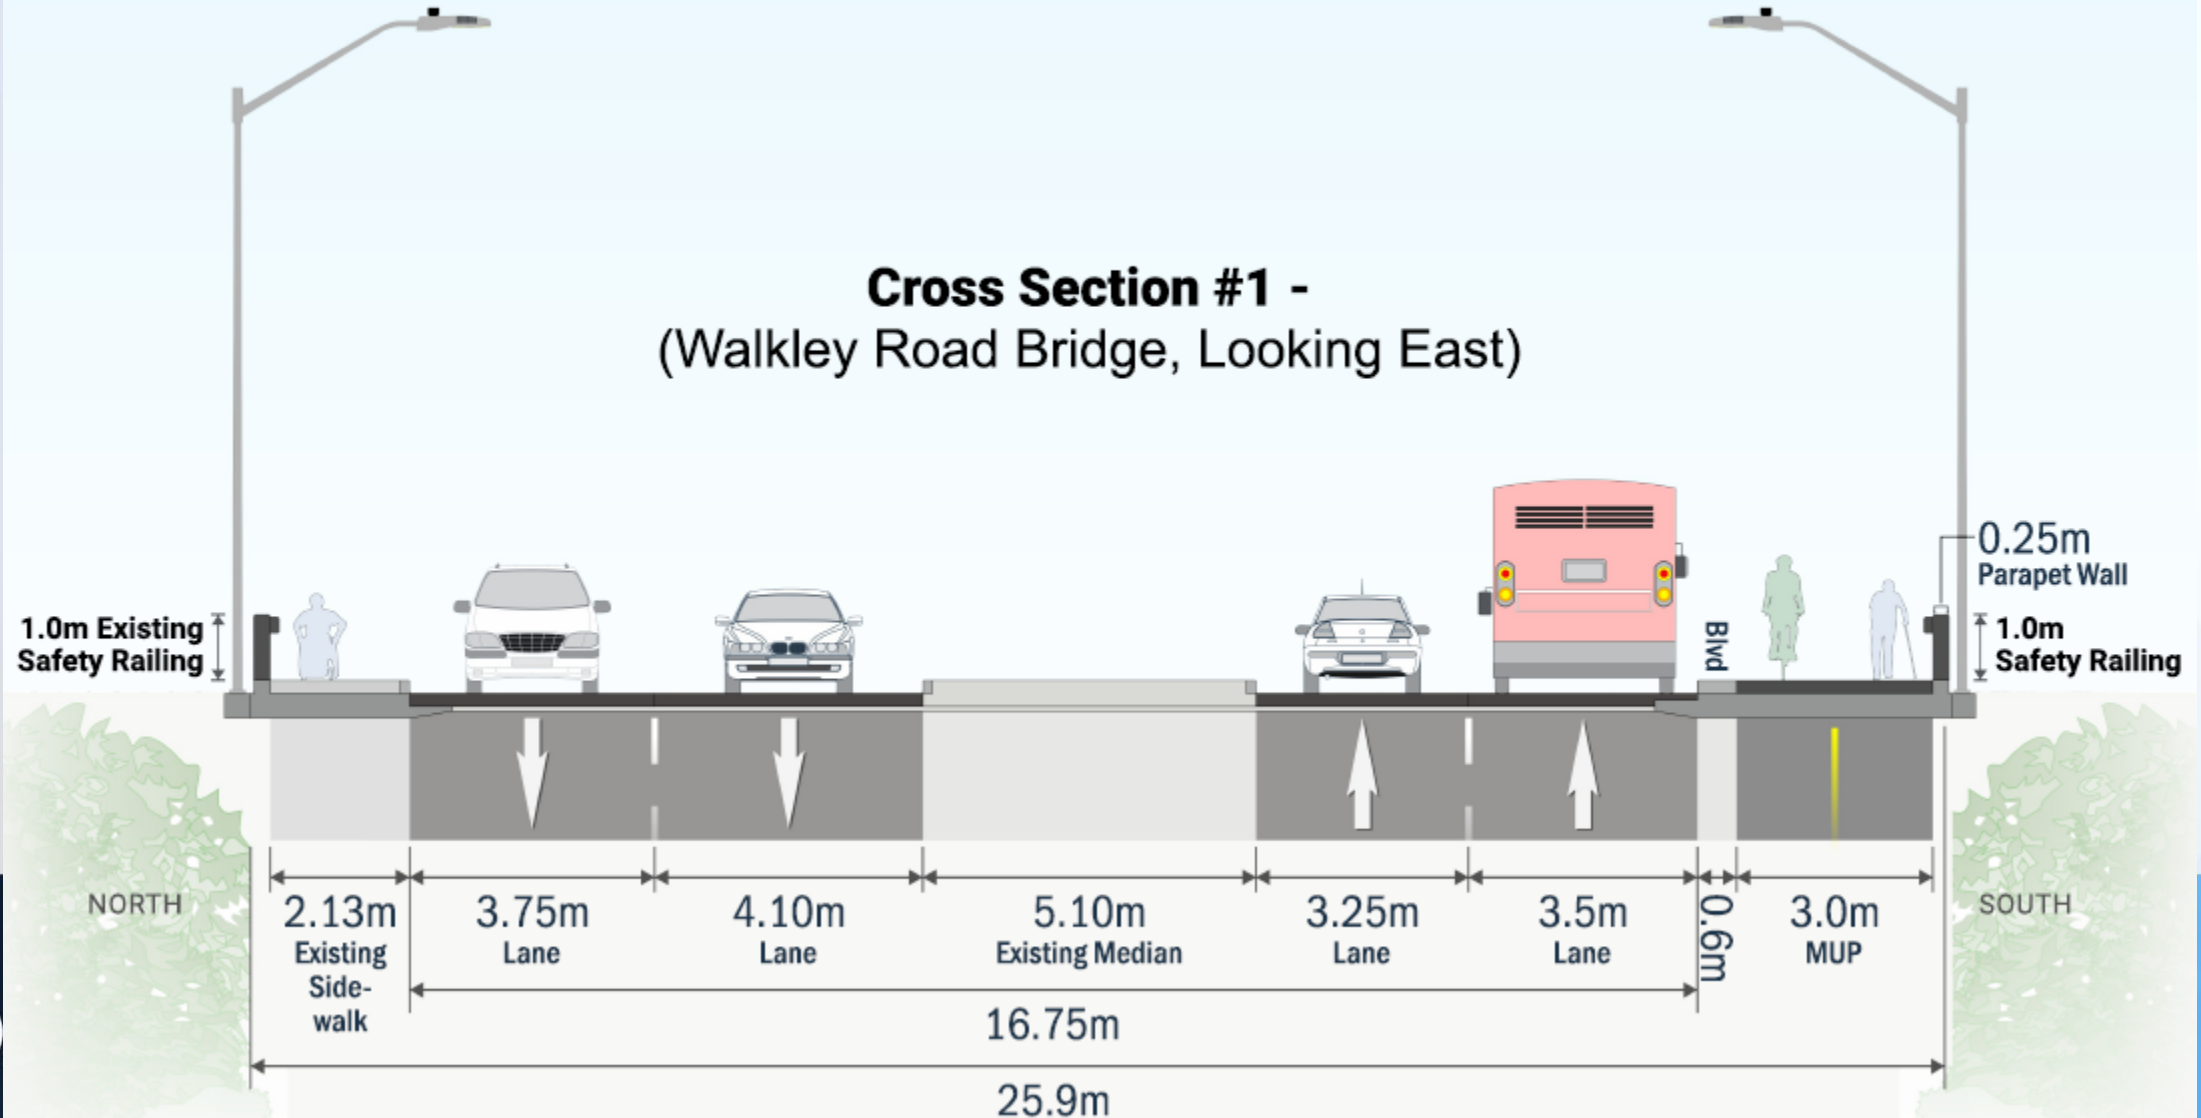 Cross Section #1 -
(Walkley Road Bridge, Looking East)
0.25m
Parapet Wall
1.0m Existing
Safety Railing
Blvd
1.0m
Safety Railing
NORTH
2.13m
Existing
Side-
walk
3.75m
Lane
4.10m
Lane
5.10m
Existing Median
3.25m
Lane
3.5m
Lane
0.6m
3.0m
MUP
SOUTH
16.75m
25.9m